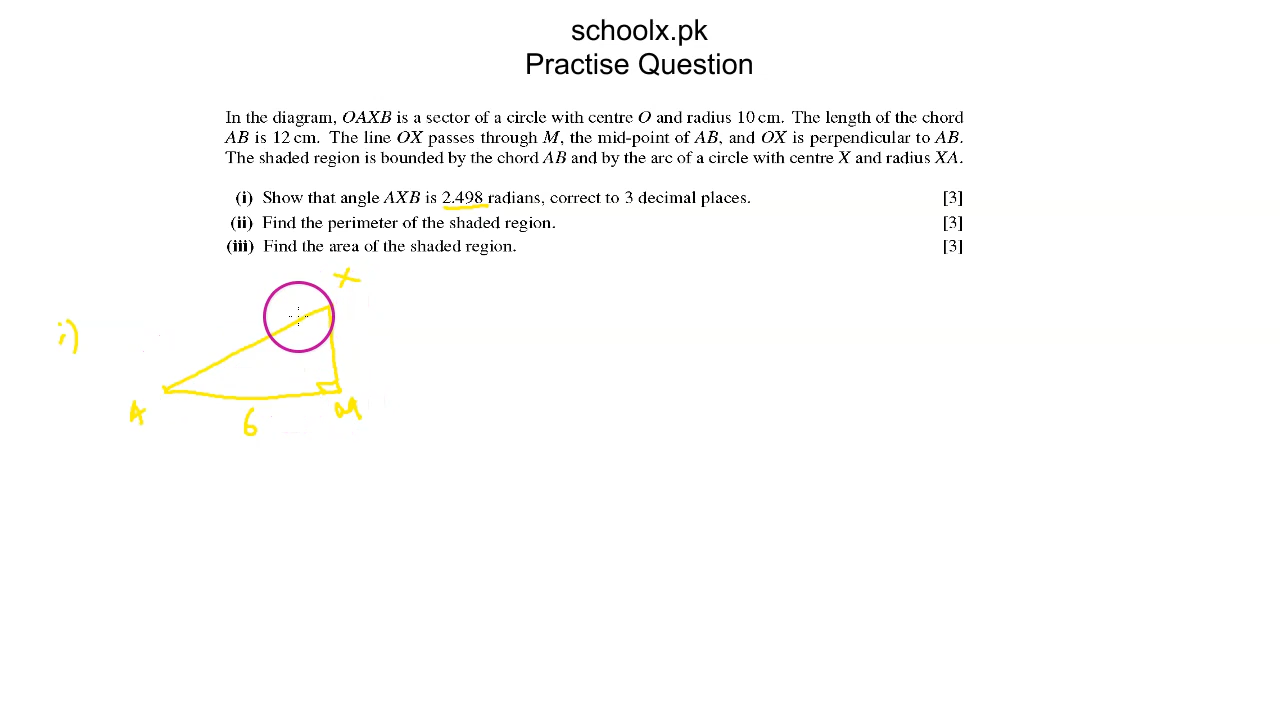 schoolx.pk
Practise Question
In the diagram, OAXB is a sector of a circle with centre O and radius 10 cm. The length of the chord
AB is 12 cm. The line OX passes through M, the mid-point of AB, and OX is perpendicular to AB.
The shaded region is bounded by the chord AB and by the arc of a circle with centre X and radius XA.
(i) Show that angle AXB is 2.498 radians, correct to 3 decimal places. [3]
(ii) Find the perimeter of the shaded region. [3]
(iii) Find the area of the shaded region. [3]
X
i)
A
6
M